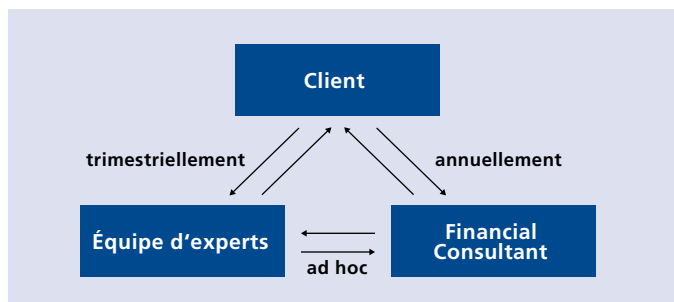 Client
trimestriellement
annuellement
Équipe d‘experts
Financial
Consultant
ad hoc